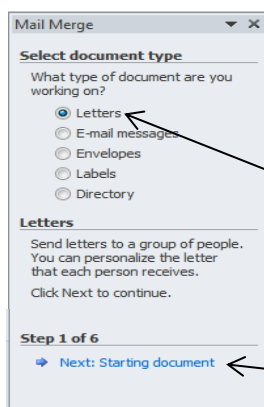 Mail Merge
Select document type
What type of document are you
working on?
Letters
E-mail messages
Envelopes
Labels
Directory
Letters
Send letters to a group of people.
You can personalize the letter
that each person receives.
Click Next to continue.
Step 1 of 6
Next: Starting document